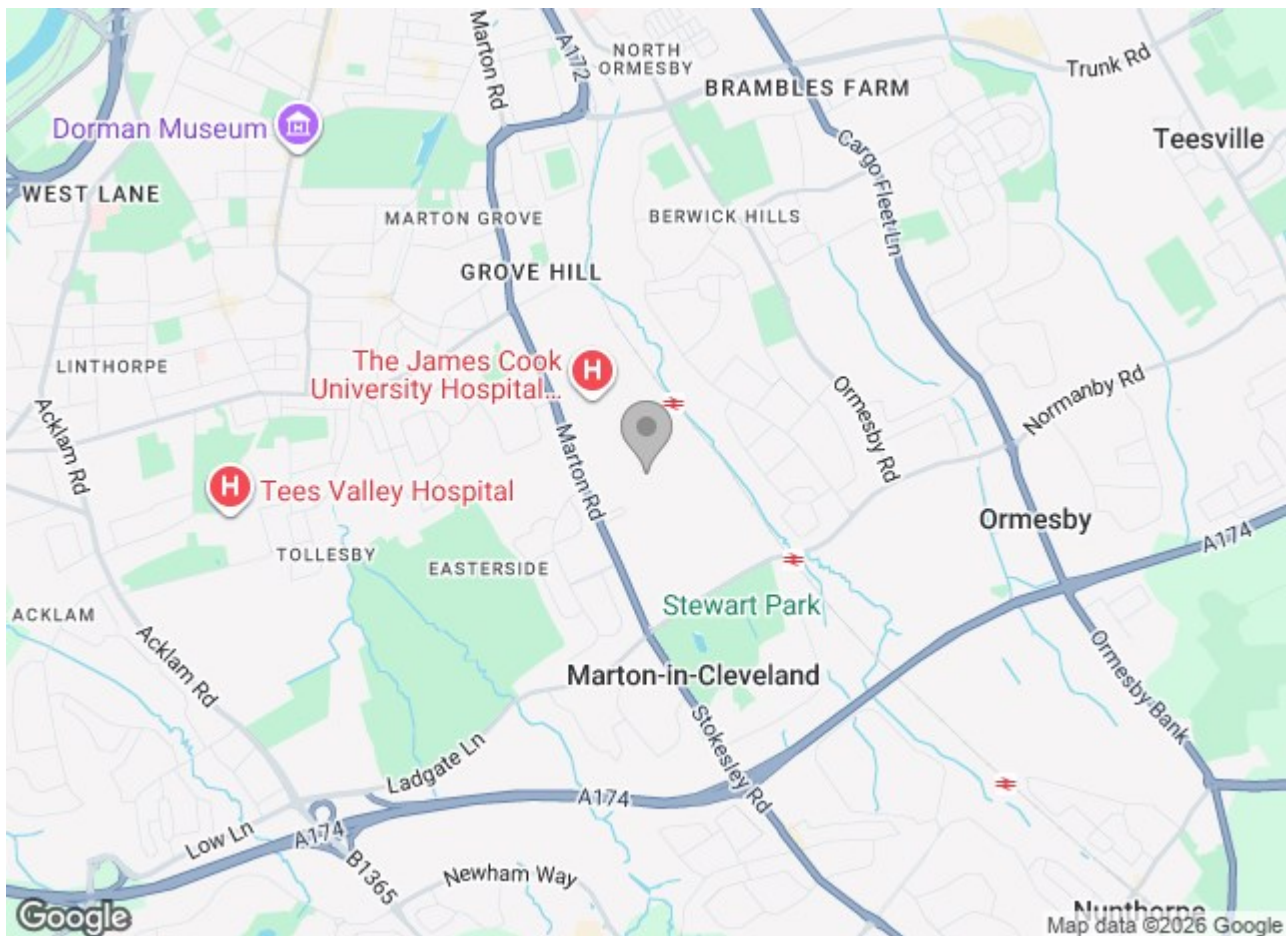 NORTH
ORMESBY
Marton Rd
A172
BRAMBLES FARM
Trunk Rd
Dorman Museum
Teesville
Cargo Fleet Ln
WEST LANE
MARTON GROVE
BERWICK HILLS
GROVE HILL
LINTHORPE
The James Cook
University Hospital...
H
Ormesby Rd
Normanby Rd
Acklam Rd
Marton Rd
H
Tees Valley Hospital
Ormesby
A174
TOLLESBY
EASTERSIDE
Stewart Park
ACKLAM
Acklam Rd
Marton-in-Cleveland
Ormesby Bank
Stokesley Rd
Ladgate Ln
A174
Low Ln
A174
B1365
Newham Way
Nunthorpe
Google
Map data ©2026 Google